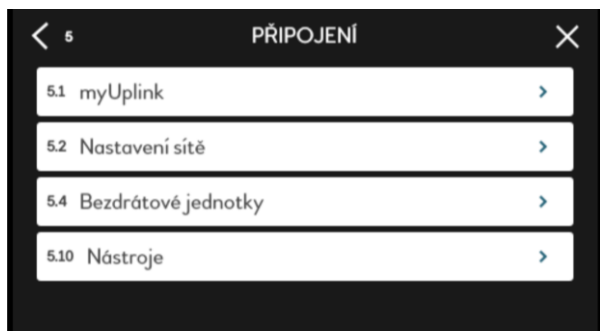 5 PŘIPOJENÍ
5.1 myUplink
5.2 Nastavení sítě
5.4 Bezdrátové jednotky
5.10 Nástroje